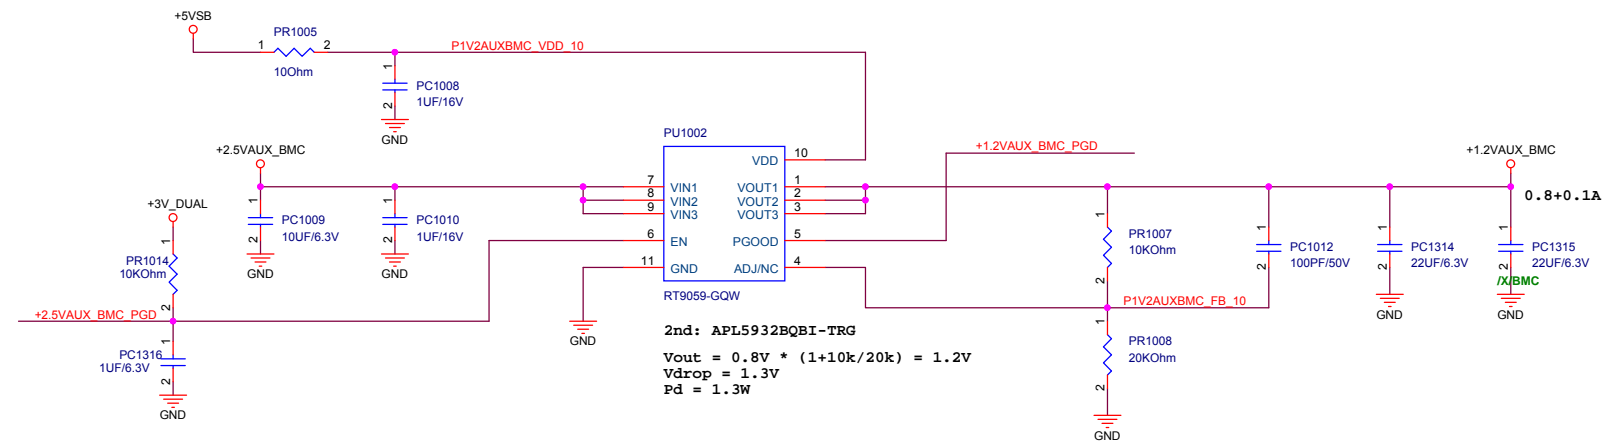 +5VSB
PR1005
1
2
10Ohm
P1V2AUXBMC_VDD_10
1
PC1008
1UF/16V
2
GND
+2.5VAUX_BMC
1
PC1009
10UF/6.3V
2
GND
1
PC1010
1UF/16V
2
GND
+3V_DUAL
1
PR1014
10KOhm
2
+2.5VAUX_BMC_PGD
1
PC1316
1UF/6.3V
2
GND
GND
PU1002
VDD
10
7
VIN1
VOUT1
1
8
VIN2
VOUT2
2
9
VIN3
VOUT3
3
6
EN
PGOOD
5
11
GND
ADJ/NC
4
RT9059-GQW
2nd: APL5932BQBI-TRG
Vout = 0.8V * (1+10k/20k) = 1.2V
Vdrop = 1.3V
Pd = 1.3W
+1.2VAUX_BMC_PGD
+1.2VAUX_BMC
0.8+0.1A
1
PR1007
10KOhm
2
1
PC1012
100PF/50V
2
1
PC1314
22UF/6.3V
2
GND
1
PC1315
22UF/6.3V
2
/X/BMC
GND
P1V2AUXBMC_FB_10
1
PR1008
20KOhm
2
GND